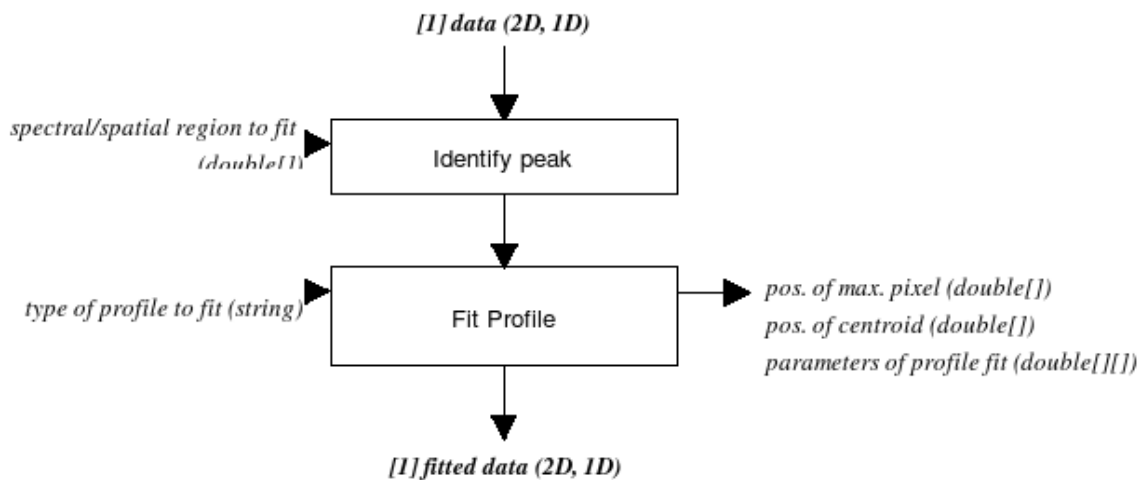 [1] data (2D, 1D)
spectral/spatial region to fit
(double[])
Identify peak
type of profile to fit (string)
Fit Profile
pos. of max. pixel (double[])
pos. of centroid (double[])
parameters of profile fit (double[][])
[1] fitted data (2D, 1D)